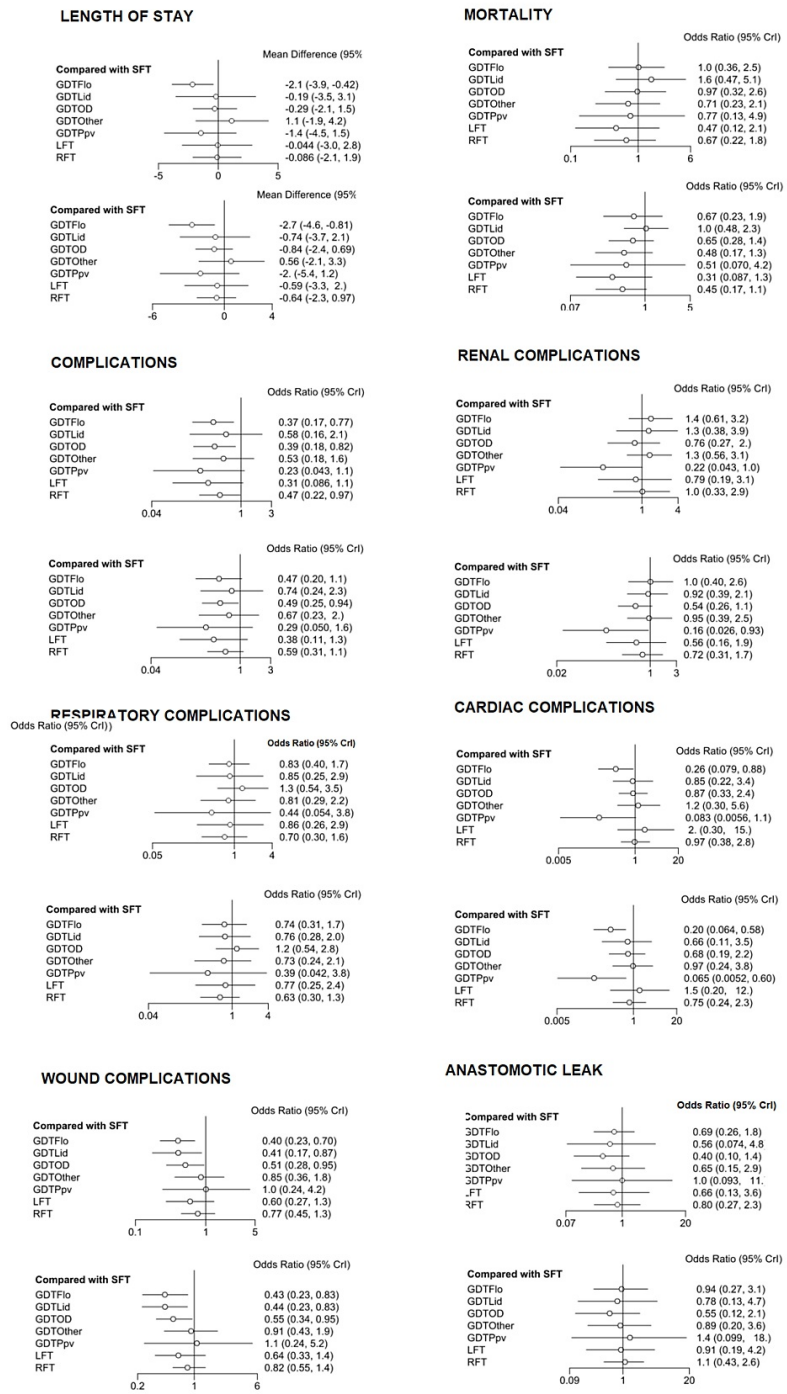 LENGTH OF STAY
Mean Difference (95%
Compared with SFT
GDTFlo -2.1 (-3.9, -0.42)
GDTLid -0.19 (-3.5, 3.1)
GDTOD -0.29 (-2.1, 1.5)
GDTOther 1.1 (-1.9, 4.2)
GDTPpv -1.4 (-4.5, 1.5)
LFT -0.044 (-3.0, 2.8)
RFT -0.086 (-2.1, 1.9)
-5 0 5
Mean Difference (95%
Compared with SFT
GDTFlo -2.7 (-4.6, -0.81)
GDTLid -0.74 (-3.7, 2.1)
GDTOD -0.84 (-2.4, 0.69)
GDTOther 0.56 (-2.1, 3.3)
GDTPpv -2. (-5.4, 1.2)
LFT -0.59 (-3.3, 2.)
RFT -0.64 (-2.3, 0.97)
-6 0 4
MORTALITY
Odds Ratio (95% CrI)
Compared with SFT
GDTFlo 1.0 (0.36, 2.5)
GDTLid 1.6 (0.47, 5.1)
GDTOD 0.97 (0.32, 2.6)
GDTOther 0.71 (0.23, 2.1)
GDTPpv 0.77 (0.13, 4.9)
LFT 0.47 (0.12, 2.1)
RFT 0.67 (0.22, 1.8)
0.1 1 6
Odds Ratio (95% CrI)
Compared with SFT
GDTFlo 0.67 (0.23, 1.9)
GDTLid 1.0 (0.48, 2.3)
GDTOD 0.65 (0.28, 1.4)
GDTOther 0.48 (0.17, 1.3)
GDTPpv 0.51 (0.070, 4.2)
LFT 0.31 (0.087, 1.3)
RFT 0.45 (0.17, 1.1)
0.07 1 5
COMPLICATIONS
Odds Ratio (95% CrI)
Compared with SFT
GDTFlo 0.37 (0.17, 0.77)
GDTLid 0.58 (0.16, 2.1)
GDTOD 0.39 (0.18, 0.82)
GDTOther 0.53 (0.18, 1.6)
GDTPpv 0.23 (0.043, 1.1)
LFT 0.31 (0.086, 1.1)
RFT 0.47 (0.22, 0.97)
0.04 1 3
Odds Ratio (95% CrI)
Compared with SFT
GDTFlo 0.47 (0.20, 1.1)
GDTLid 0.74 (0.24, 2.3)
GDTOD 0.49 (0.25, 0.94)
GDTOther 0.67 (0.23, 2.)
GDTPpv 0.29 (0.050, 1.6)
LFT 0.38 (0.11, 1.3)
RFT 0.59 (0.31, 1.1)
0.04 1 3
RENAL COMPLICATIONS
Odds Ratio (95% CrI)
Compared with SFT
GDTFlo 1.4 (0.61, 3.2)
GDTLid 1.3 (0.38, 3.9)
GDTOD 0.76 (0.27, 2.)
GDTOther 1.3 (0.56, 3.1)
GDTPpv 0.22 (0.043, 1.0)
LFT 0.79 (0.19, 3.1)
RFT 1.0 (0.33, 2.9)
0.04 1 4
Odds Ratio (95% CrI)
Compared with SFT
GDTFlo 1.0 (0.40, 2.6)
GDTLid 0.92 (0.39, 2.1)
GDTOD 0.54 (0.26, 1.1)
GDTOther 0.95 (0.39, 2.5)
GDTPpv 0.16 (0.026, 0.93)
LFT 0.56 (0.16, 1.9)
RFT 0.72 (0.31, 1.7)
0.02 1 3
RESPIRATORY COMPLICATIONS
Odds Ratio (95% CrI))
Odds Ratio (95% CrI)
Compared with SFT
GDTFlo 0.83 (0.40, 1.7)
GDTLid 0.85 (0.25, 2.9)
GDTOD 1.3 (0.54, 3.5)
GDTOther 0.81 (0.29, 2.2)
GDTPpv 0.44 (0.054, 3.8)
LFT 0.86 (0.26, 2.9)
RFT 0.70 (0.30, 1.6)
0.05 1 4
Odds Ratio (95% CrI)
Compared with SFT
GDTFlo 0.74 (0.31, 1.7)
GDTLid 0.76 (0.28, 2.0)
GDTOD 1.2 (0.54, 2.8)
GDTOther 0.73 (0.24, 2.1)
GDTPpv 0.39 (0.042, 3.8)
LFT 0.77 (0.25, 2.4)
RFT 0.63 (0.30, 1.3)
0.04 1 4
CARDIAC COMPLICATIONS
Odds Ratio (95% CrI)
Compared with SFT
GDTFlo 0.26 (0.079, 0.88)
GDTLid 0.85 (0.22, 3.4)
GDTOD 0.87 (0.33, 2.4)
GDTOther 1.2 (0.30, 5.6)
GDTPpv 0.083 (0.0056, 1.1)
LFT 2. (0.30, 15.)
RFT 0.97 (0.38, 2.8)
0.005 1 20
Odds Ratio (95% CrI)
Compared with SFT
GDTFlo 0.20 (0.064, 0.58)
GDTLid 0.66 (0.11, 3.5)
GDTOD 0.68 (0.19, 2.2)
GDTOther 0.97 (0.24, 3.8)
GDTPpv 0.065 (0.0052, 0.60)
LFT 1.5 (0.20, 12.)
RFT 0.75 (0.24, 2.3)
0.005 1 20
WOUND COMPLICATIONS
Odds Ratio (95% CrI)
Compared with SFT
GDTFlo 0.40 (0.23, 0.70)
GDTLid 0.41 (0.17, 0.87)
GDTOD 0.51 (0.28, 0.95)
GDTOther 0.85 (0.36, 1.8)
GDTPpv 1.0 (0.24, 4.2)
LFT 0.60 (0.27, 1.3)
RFT 0.77 (0.45, 1.3)
0.1 1 5
Odds Ratio (95% CrI)
Compared with SFT
GDTFlo 0.43 (0.23, 0.83)
GDTLid 0.44 (0.23, 0.83)
GDTOD 0.55 (0.34, 0.95)
GDTOther 0.91 (0.43, 1.9)
GDTPpv 1.1 (0.24, 5.2)
LFT 0.64 (0.33, 1.4)
RFT 0.82 (0.55, 1.4)
0.2 1 6
ANASTOMOTIC LEAK
Odds Ratio (95% CrI)
Compared with SFT
GDTFlo 0.69 (0.26, 1.8)
GDTLid 0.56 (0.074, 4.8
GDTOD 0.40 (0.10, 1.4)
GDTOther 0.65 (0.15, 2.9)
GDTPpv 1.0 (0.093, 11.
LFT 0.66 (0.13, 3.6)
RFT 0.80 (0.27, 2.3)
0.07 1 20
Odds Ratio (95% CrI)
Compared with SFT
GDTFlo 0.94 (0.27, 3.1)
GDTLid 0.78 (0.13, 4.7)
GDTOD 0.55 (0.12, 2.1)
GDTOther 0.89 (0.20, 3.6)
GDTPpv 1.4 (0.099, 18.)
LFT 0.91 (0.19, 4.2)
RFT 1.1 (0.43, 2.6)
0.09 1 20